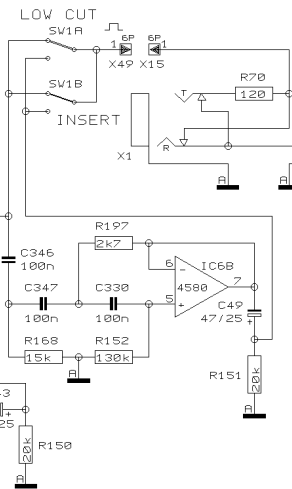 LOW CUT
SW1A
1 6P 6P 1
X49 X15
SW1B
INSERT
R70
120
T
R
X1
A
A
R197
2k7
C346
100n
6
-
IC6B
7
4580
5
+
C347
100n
C330
100n
C49
47/25
+
R168
15k
R152
130k
A
R151
20k
A
3
+
25
20k
R150
A